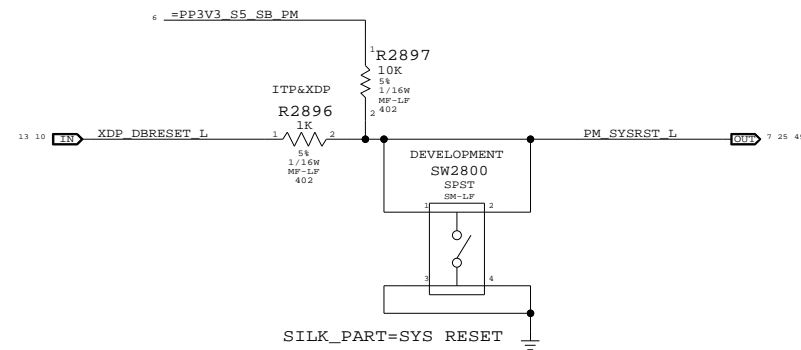 6 =PP3V3_S5_SB_PM
1
R2897
10K
5%
1/16W
MF-LF
402
2
ITP&XDP
R2896
1K
1 2
5%
1/16W
MF-LF
402
13 10 IN XDP_DBRESET_L
PM_SYSRST_L OUT 7 25 45
DEVELOPMENT
SW2800
SPST
SM-LF
1 2
3 4
SILK_PART=SYS RESET